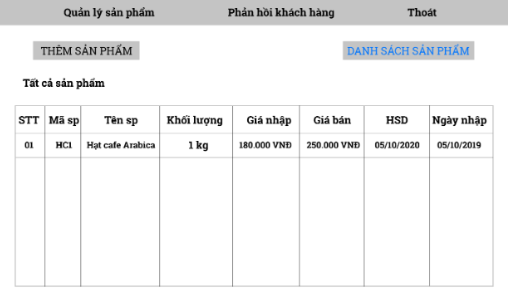 Quản lý sản phẩm Phản hồi khách hàng Thoát
THÊM SẢN PHẨM DANH SÁCH SẢN PHẨM
Tất cả sản phẩm
STT Mã sp Tên sp Khối lượng Giá nhập Giá bán HSD Ngày nhập
01 HC1 Hạt cafe Arabica 1 kg 180.000 VNĐ 250.000 VNĐ 05/10/2020 05/10/2019